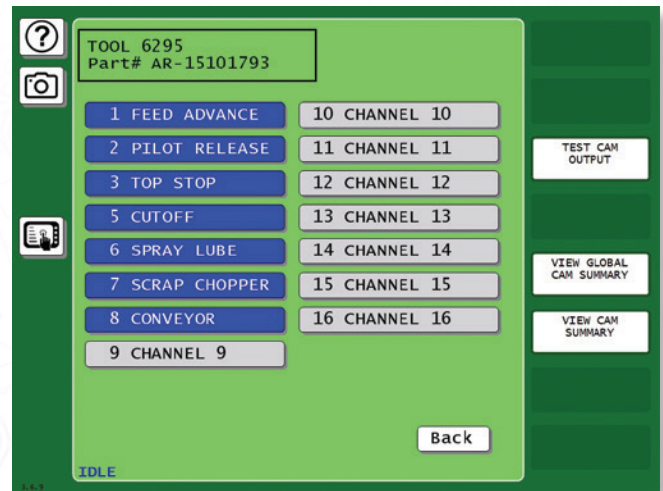 TOOL 6295
Part# AR-15101793
1 FEED ADVANCE
2 PILOT RELEASE
3 TOP STOP
5 CUTOFF
6 SPRAY LUBE
7 SCRAP CHOPPER
8 CONVEYOR
9 CHANNEL 9
10 CHANNEL 10
11 CHANNEL 11
12 CHANNEL 12
13 CHANNEL 13
14 CHANNEL 14
15 CHANNEL 15
16 CHANNEL 16
Back
IDLE
TEST CAM
OUTPUT
VIEW GLOBAL
CAM SUMMARY
VIEW CAM
SUMMARY